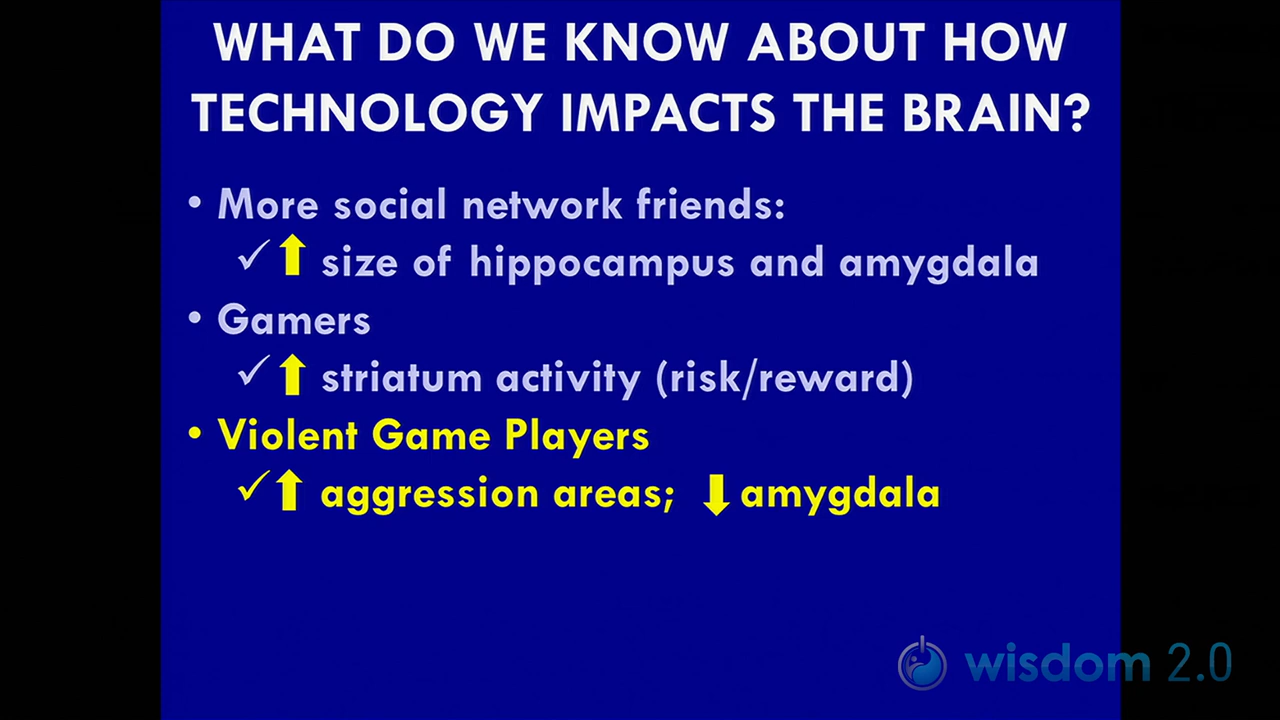 WHAT DO WE KNOW ABOUT HOW
TECHNOLOGY IMPACTS THE BRAIN?
• More social network friends:
✓⬆ size of hippocampus and amygdala
• Gamers
✓⬆ striatum activity (risk/reward)
• Violent Game Players
✓⬆ aggression areas; ⬇ amygdala
wisdom 2.0